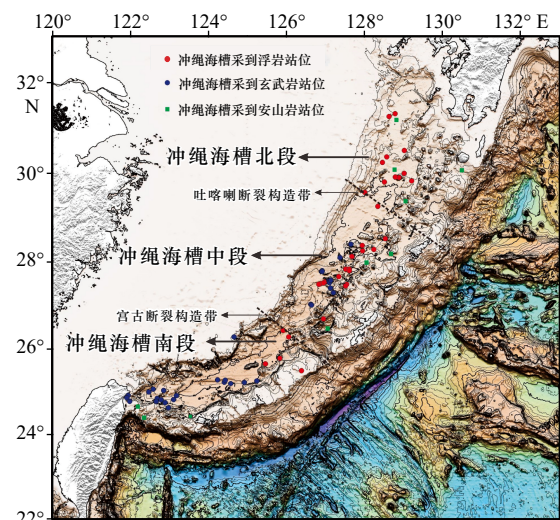 120° 122° 124° 126° 128° 130° 132° E
冲绳海槽采到浮岩站位
32°
冲绳海槽采到玄武岩站位
N
冲绳海槽采到安山岩站位
冲绳海槽北段
30°
吐喀喇断裂构造带
冲绳海槽中段
28°
宫古断裂构造带
冲绳海槽南段
26°
24°
22°